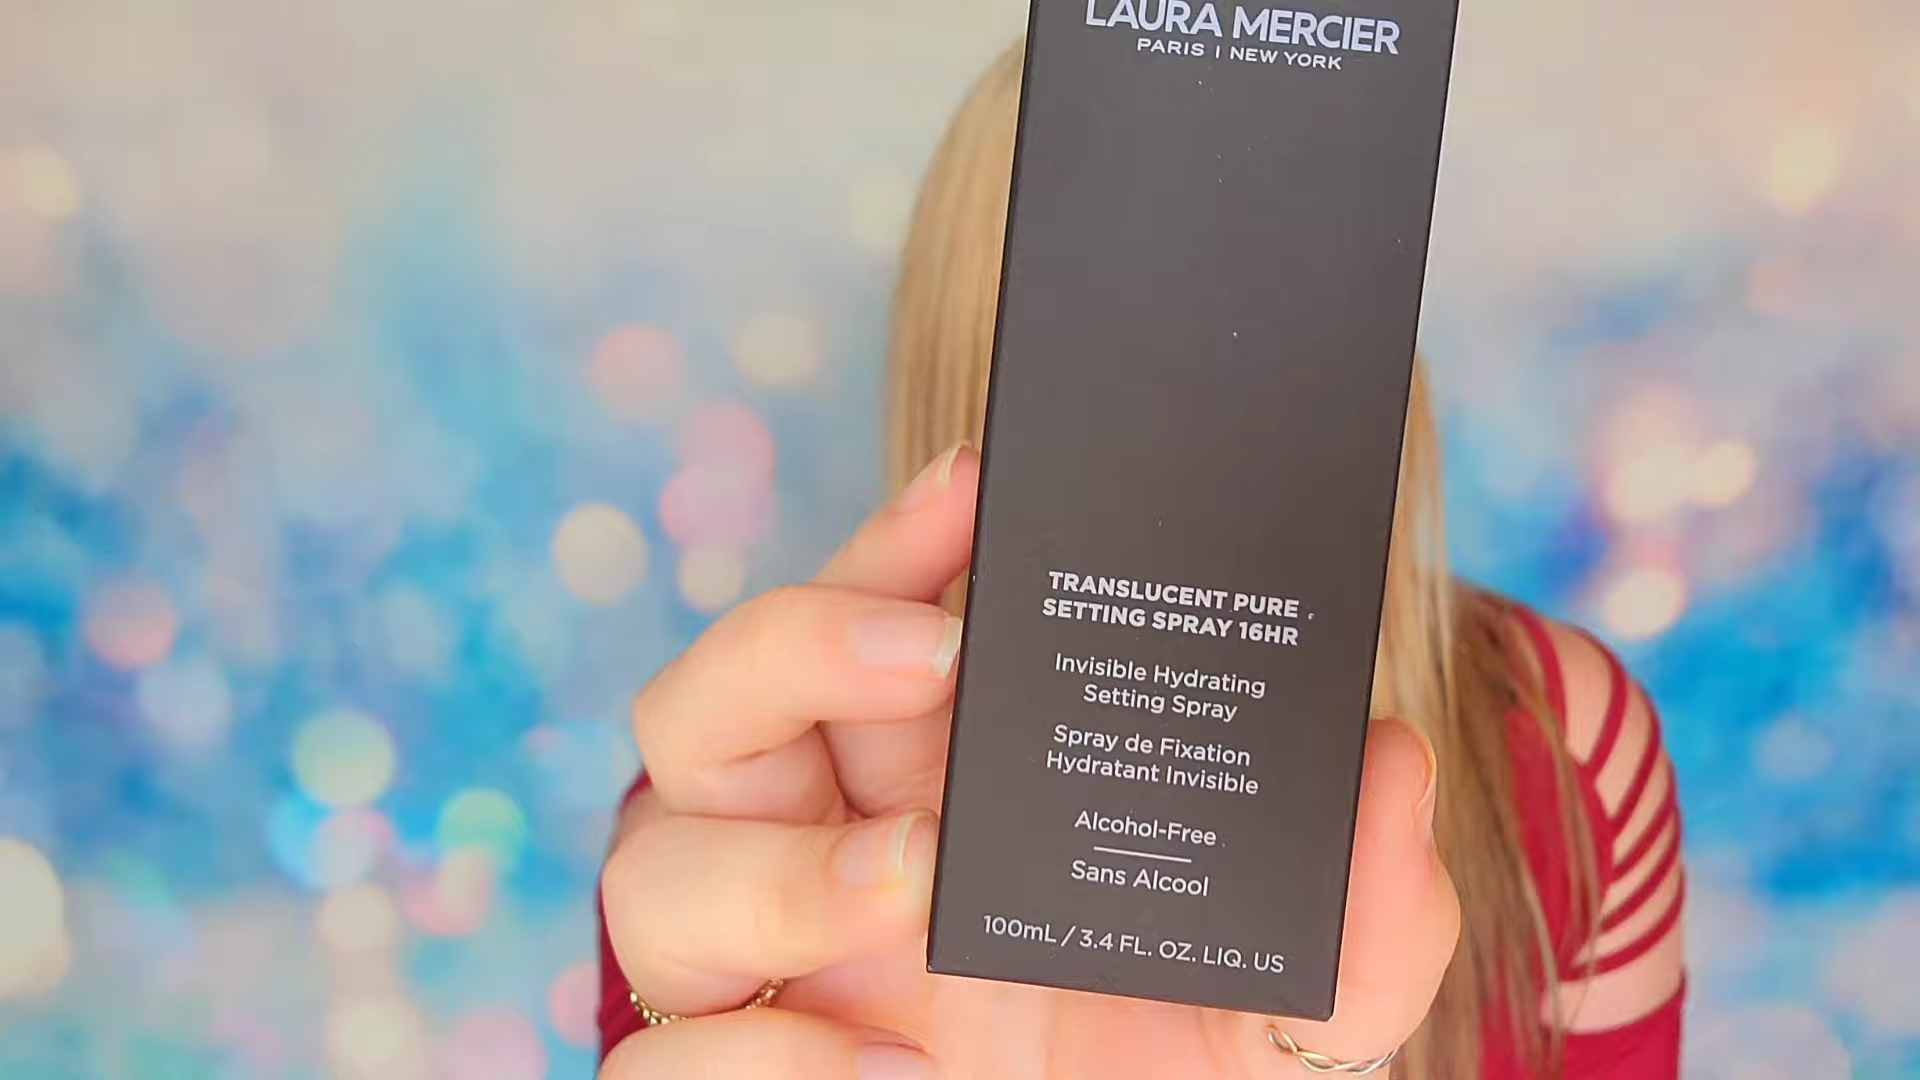 LAURA MERCIER
PARIS | NEW YORK
TRANSLUCENT PURE
SETTING SPRAY 16HR
Invisible Hydrating
Setting Spray
Spray de Fixation
Hydratant Invisible
Alcohol-Free
Sans Alcool
100mL / 3.4 FL. OZ. LIQ. US